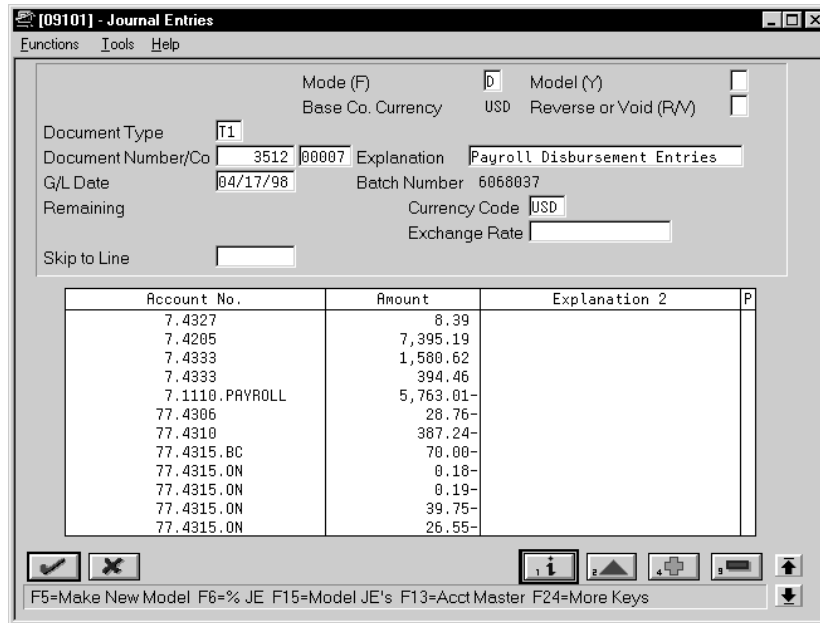 [09101] - Journal Entries
Functions Tools Help
Mode (F) D Model (Y)
Base Co. Currency USD Reverse or Void (R/V)
Document Type T1
Document Number/Co 3512 00007 Explanation Payroll Disbursement Entries
G/L Date 04/17/98 Batch Number 6068037
Remaining Currency Code USD
Exchange Rate
Skip to Line
Account No. Amount Explanation 2 P
7.4327 8.39
7.4205 7,395.19
7.4333 1,580.62
7.4333 394.46
7.1110.PAYROLL 5,763.01-
77.4306 28.76-
77.4310 387.24-
77.4315.BC 70.00-
77.4315.ON 0.18-
77.4315.ON 0.19-
77.4315.ON 39.75-
77.4315.ON 26.55-
1 i 2 4 9
F5=Make New Model F6=% JE F15=Model JE's F13=Acct Master F24=More Keys